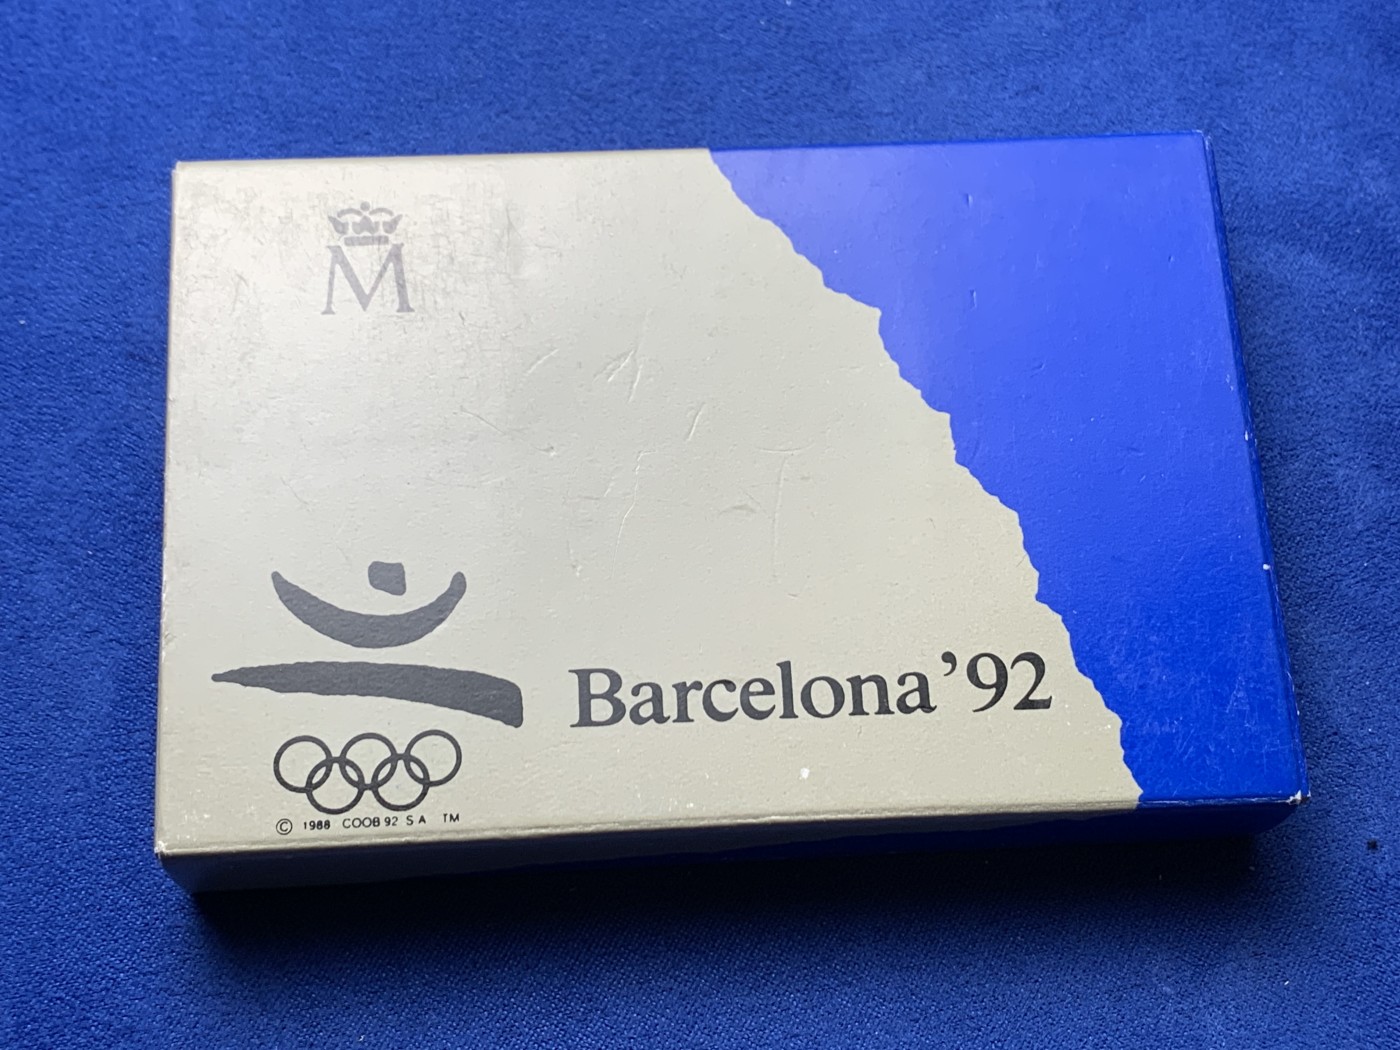 M
Barcelona '92
© 1988 COOB 92 S A TM